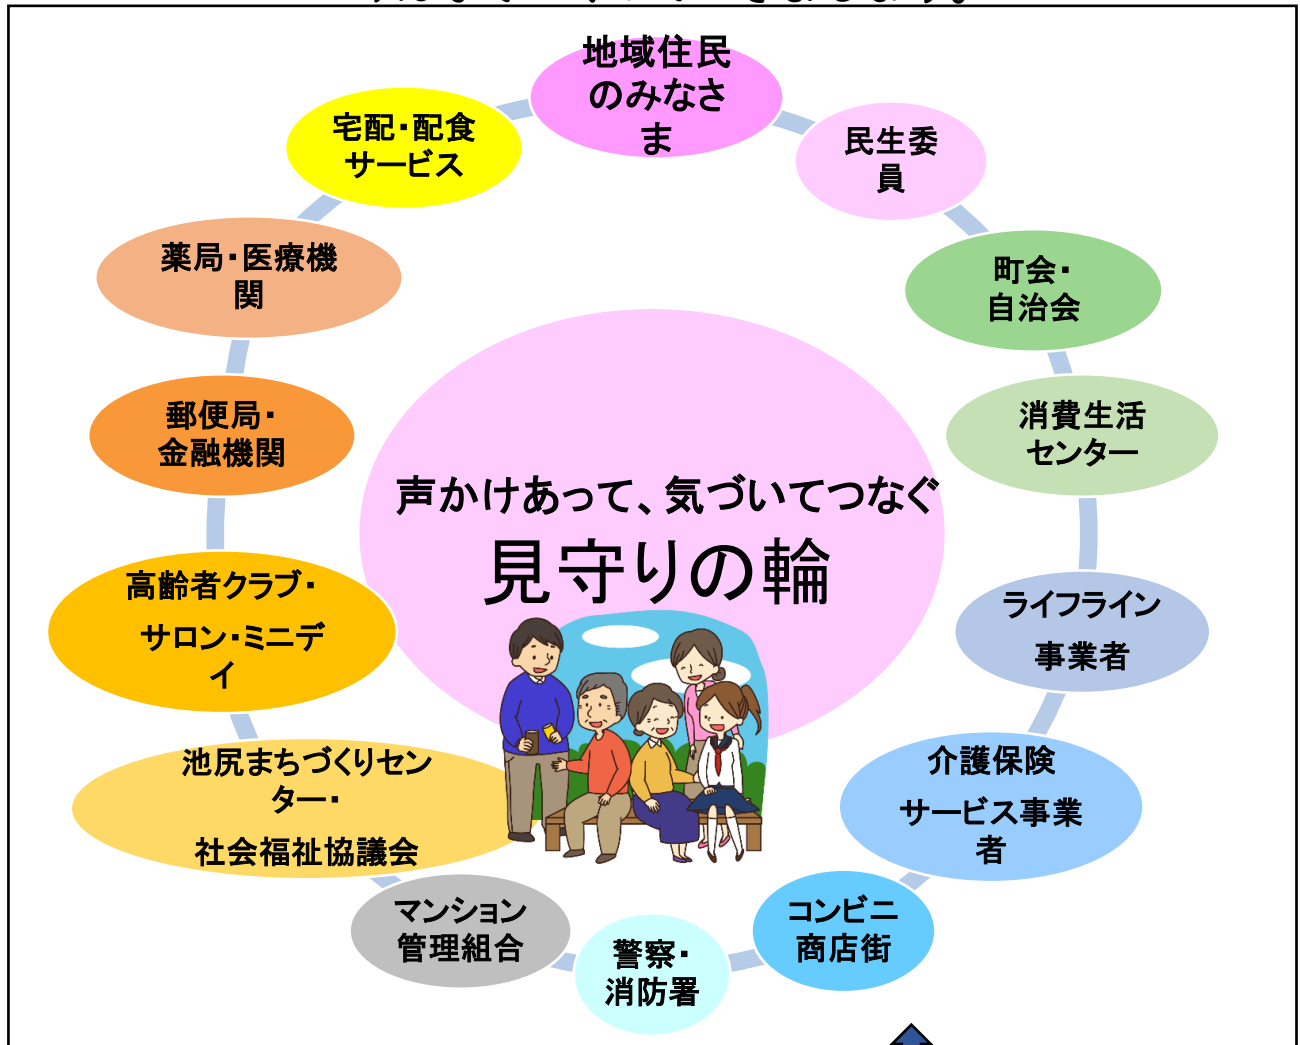 地域住民
のみなさ
ま
民生委
員
町会・
自治会
消費生活
センター
ライフライン
事業者
介護保険
サービス事業
者
コンビニ
商店街
警察・
消防署
マンション
管理組合
池尻まちづくりセン
ター・
社会福祉協議会
高齢者クラブ・
サロン・ミニデ
イ
郵便局・
金融機関
薬局・医療機
関
宅配・配食
サービス
声かけあって、気づいてつなぐ
見守りの輪